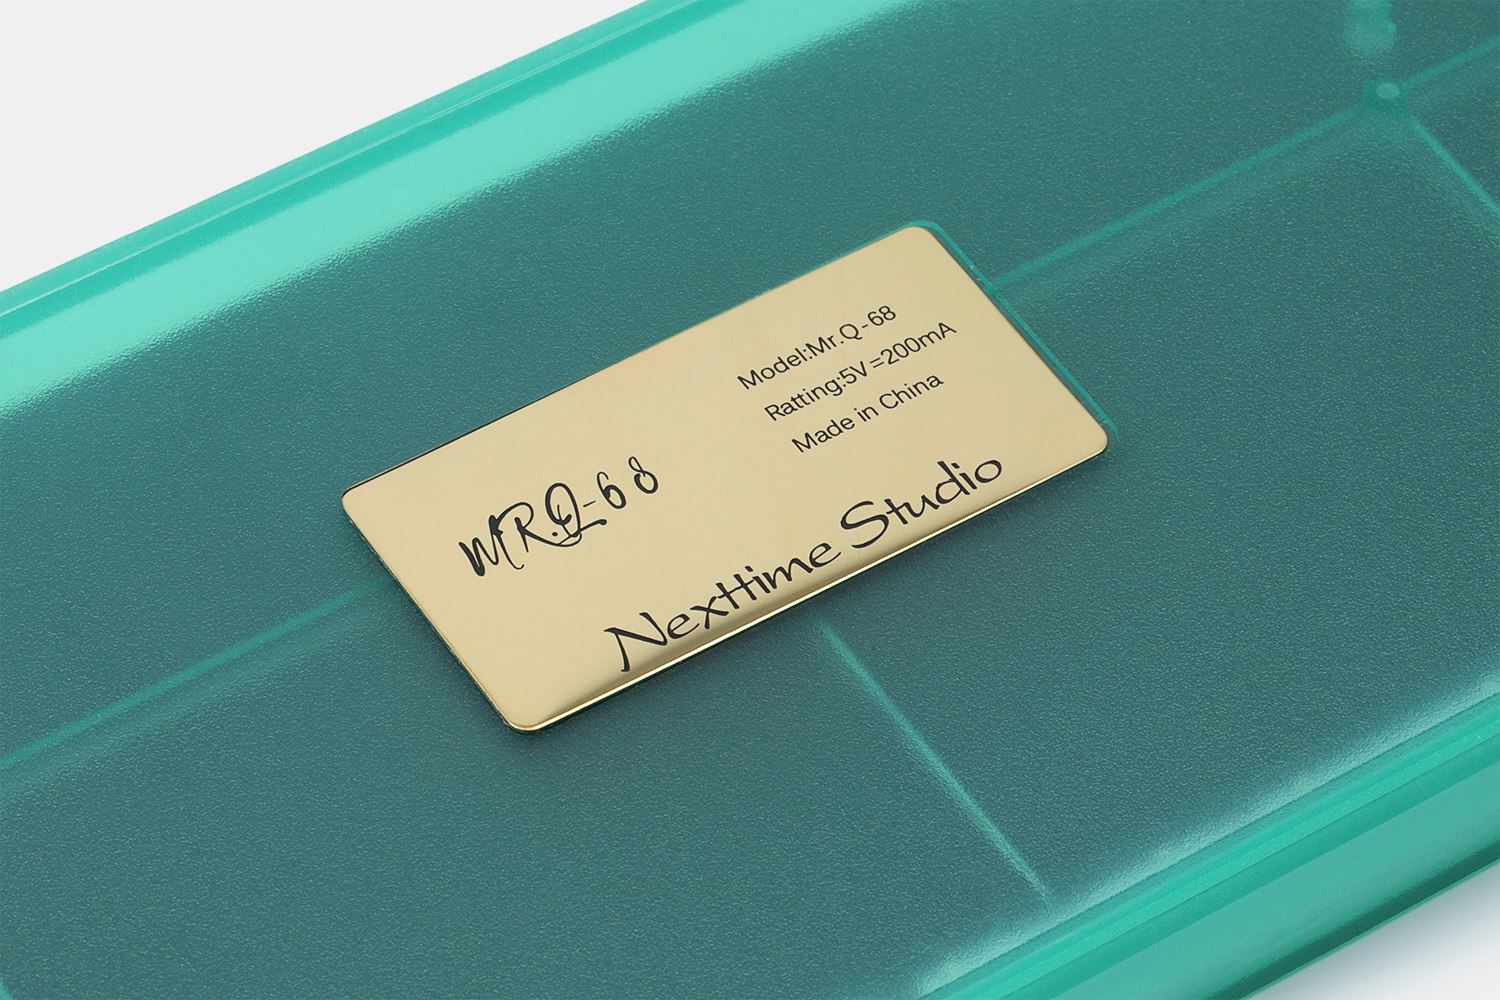 Model:Mr.Q-68
Ratting:5V=200mA
Made in China
MR.Q-68
Nexttime Studio